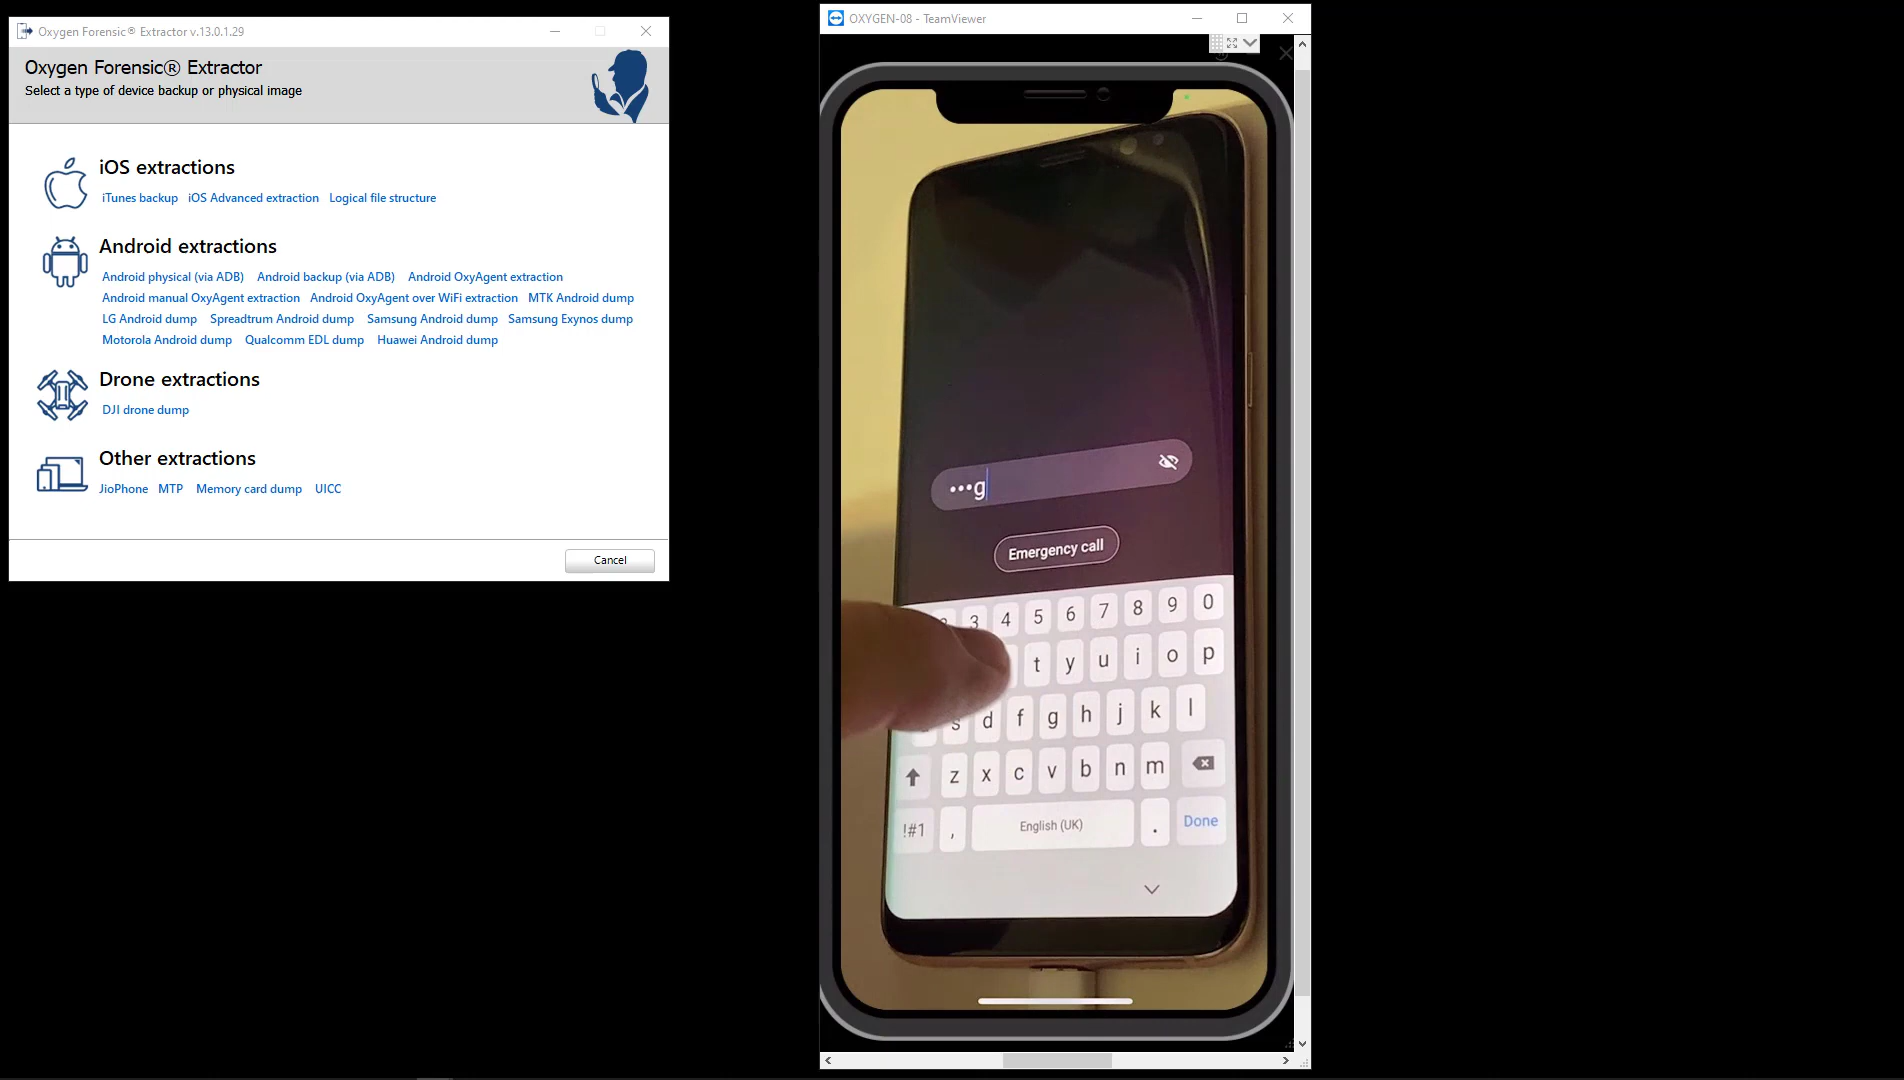 Oxygen Forensic® Extractor v.13.0.1.29
Oxygen Forensic® Extractor
Select a type of device backup or physical image
iOS extractions
iTunes backup iOS Advanced extraction Logical file structure
Android extractions
Android physical (via ADB) Android backup (via ADB) Android OxyAgent extraction
Android manual OxyAgent extraction Android OxyAgent over WiFi extraction MTK Android dump
LG Android dump Spreadtrum Android dump Samsung Android dump Samsung Exynos dump
Motorola Android dump Qualcomm EDL dump Huawei Android dump
Drone extractions
DJI drone dump
Other extractions
JioPhone MTP Memory card dump UICC
Cancel
OXYGEN-08 - TeamViewer
•••g
Emergency call
3 4 5 6 7 8 9 0
t y u i o p
s d f g h j k l
z x c v b n m
!#1 , English (UK) . Done